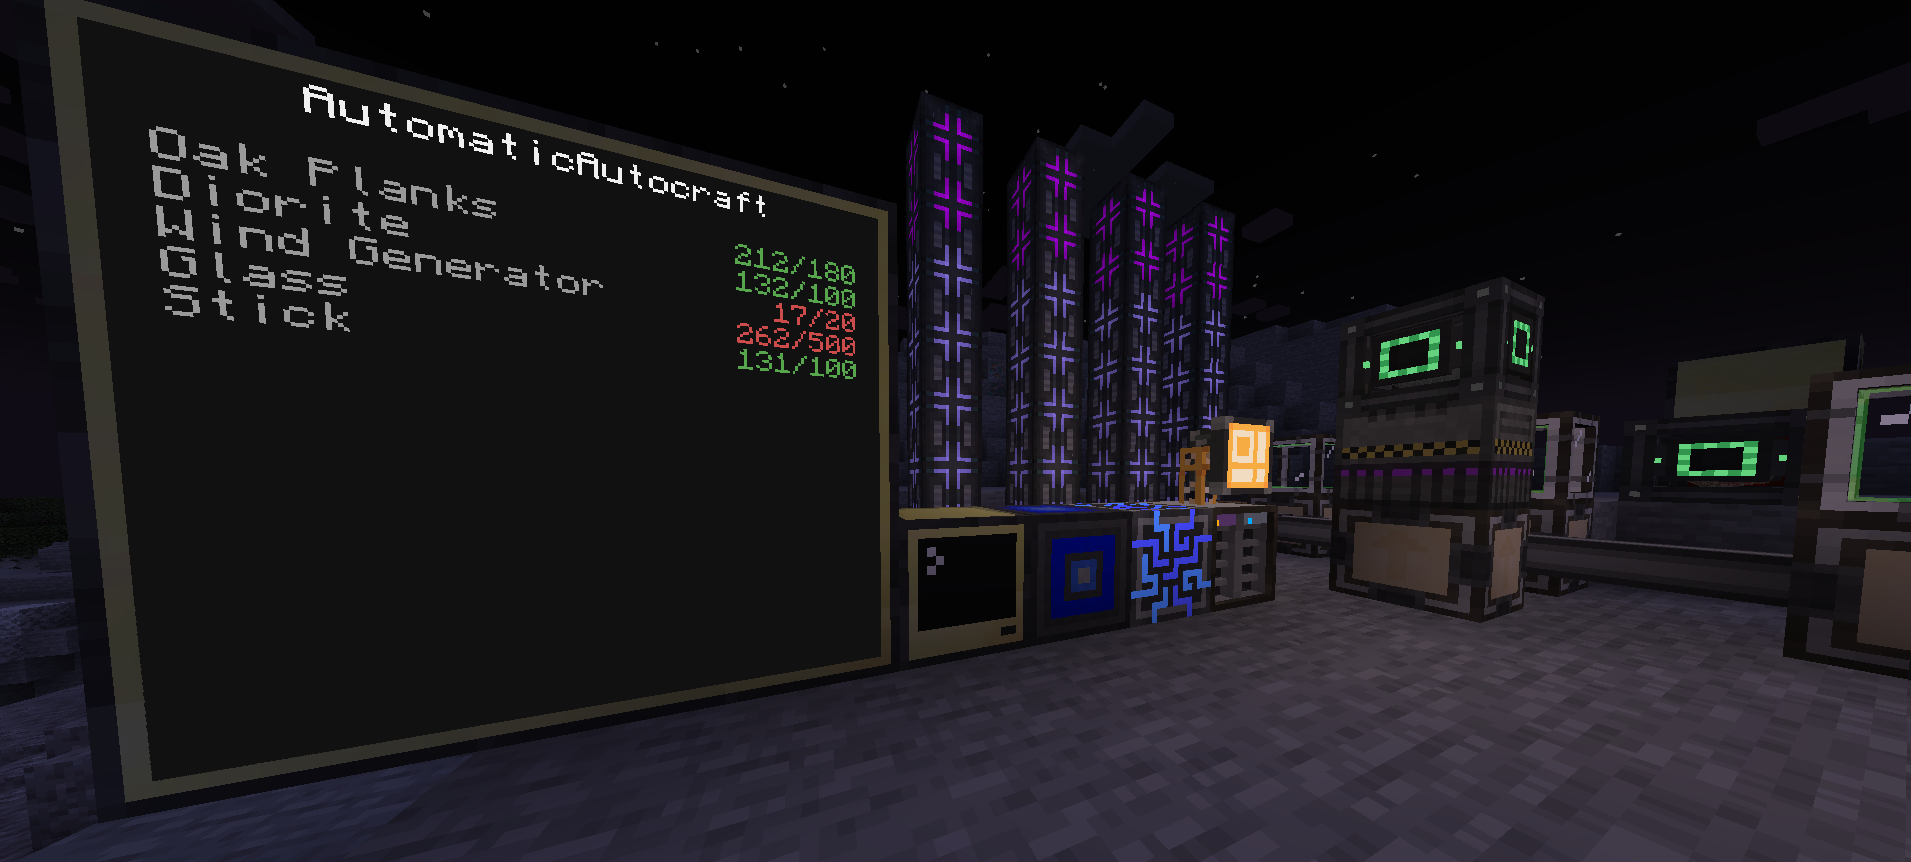 AutomaticAutocraft
Oak Planks 212/180
Diorite 132/100
Wind Generator 17/20
Glass 262/500
Stick 131/100